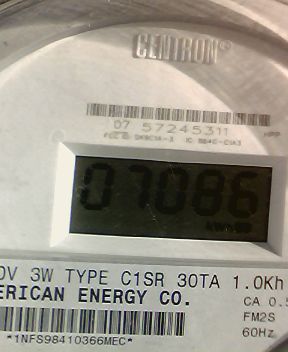 CENTRON®
07 57245311
07086
0V 3W TYPE C1SR 30TA 1.0Kh
ERICAN ENERGY CO.
CA 0.5
FM2S
60Hz
*1NFS98410366MEC*